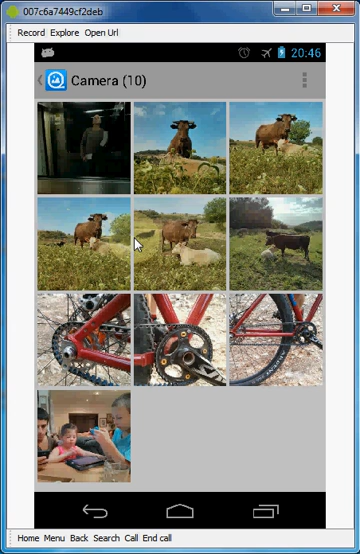 007c6a7449cf2deb
Record Explore Open Url
20:46
Camera (10)
Home Menu Back Search Call End call